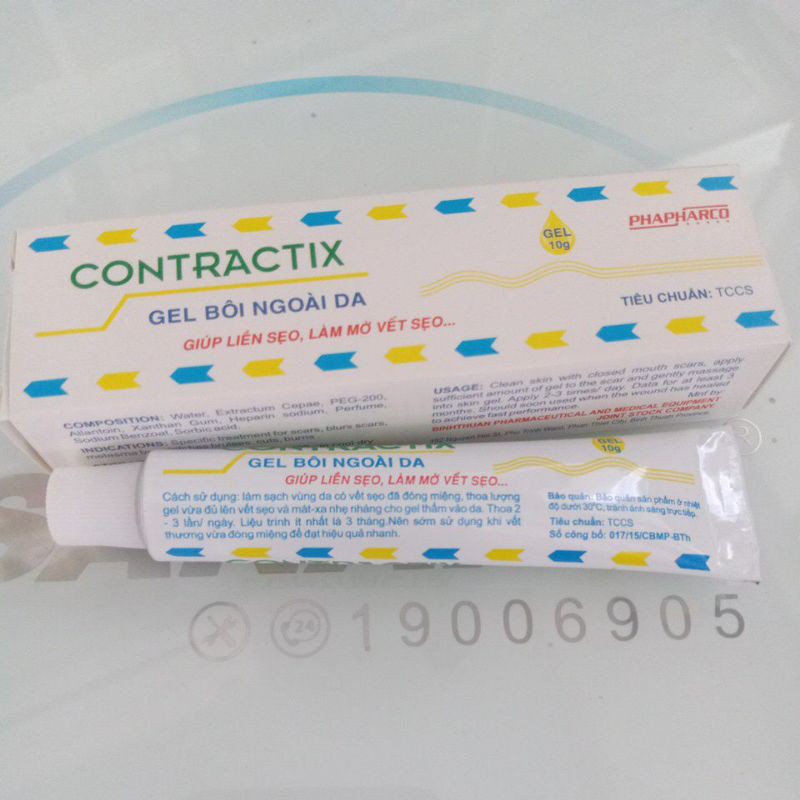 CONTRACTIX
GEL BÔI NGOÀI DA
GIÚP LIỀN SẸO, LÀM MỜ VẾT SẸO...
GEL
10g
PHAPHARCO
TIÊU CHUẨN: TCCS
COMPOSITION: Water, Extractum Cepae, PEG-200,
Allantoin, Xanthan Gum, Heparin sodium, Perfume,
Sodium Benzoat, Sorbic acid
INDICATIONS: Specific treatment for scars, blurs scars,
USAGE: Clean skin with closed mouth scars, apply
sufficient amount of gel to the scar and gently massage
into skin gel. Apply 2-3 times/ day. Data for at least 3
months. Should soon used when the wound has healed
to achieve fast performance. Mnf by:
BINHTHUAN PHARMACEUTICAL AND MEDICAL EQUIPMENT
JOINT STOCK COMPANY.
CONTRACTIX
GEL BÔI NGOÀI DA
GIÚP LIỀN SẸO, LÀM MỜ VẾT SẸO...
GEL
10g
Cách sử dụng: làm sạch vùng da có vết sẹo đã đóng miệng, thoa lượng
gel vừa đủ lên vết sẹo và mát-xa nhẹ nhàng cho gel thấm vào da. Thoa 2
- 3 lần/ ngày. Liệu trình ít nhất là 3 tháng.Nên sớm sử dụng khi vết
thương vừa đóng miệng để đạt hiệu quả nhanh.
Bảo quản: Bảo quản sản phẩm ở nhiệt
độ dưới 30°C, tránh ánh sáng trực tiếp.
Tiêu chuẩn: TCCS
Số công bố: 017/15/CBMP-BTh
24
19006905